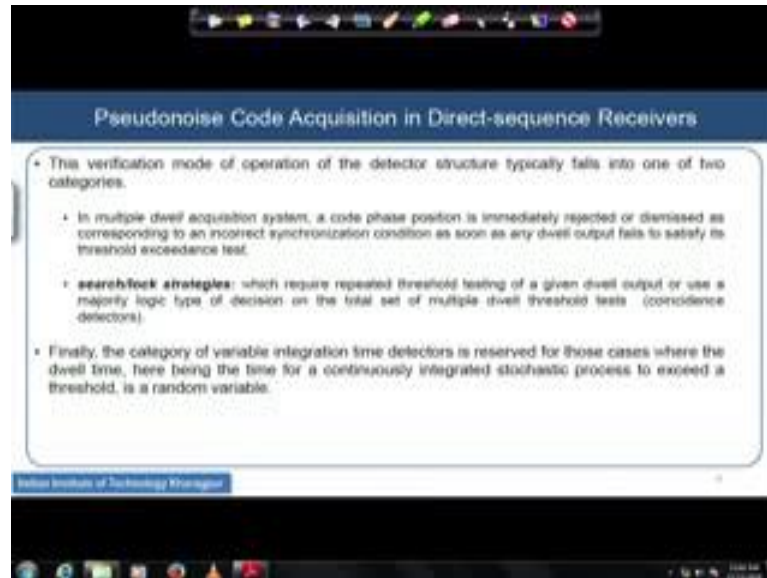 Pseudonoise Code Acquisition in Direct-sequence Receivers
• This verification mode of operation of the detector structure typically falls into one of two
categories.
• In multiple dwell acquisition system, a code phase position is immediately rejected or dismissed as
corresponding to an incorrect synchronization condition as soon as any dwell output fails to satisfy its
threshold exceedance test.
• search/lock strategies: which require repeated threshold testing of a given dwell output or use a
majority logic type of decision on the total set of multiple dwell threshold tests (coincidence
detectors)
• Finally, the category of variable integration time detectors is reserved for those cases where the
dwell time, here being the time for a continuously integrated stochastic process to exceed a
threshold, is a random variable.
Indian Institute of Technology Kharagpur